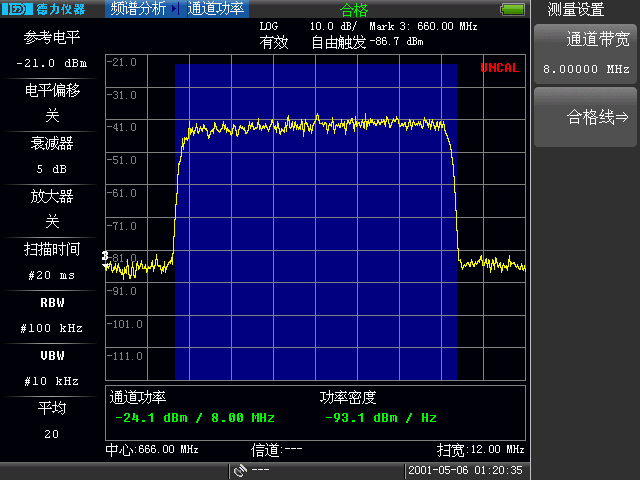 德力仪器 频谱分析 通道功率 合格 测量设置
LOG 10.0 dB/ Mark 3: 660.00 MHz
有效 自由触发 -86.7 dBm
参考电平
-21.0 dBm
电平偏移
关
衰减器
5 dB
放大器
关
扫描时间
#20 ms
RBW
#100 kHz
VBW
#10 kHz
平均
20
-21.0
UNCAL
-31.0
-41.0
-51.0
-61.0
-71.0
-81.0
3
-91.0
-101.0
-111.0
通道功率 功率密度
-24.1 dBm / 8.00 MHz -93.1 dBm / Hz
中心:666.00 MHz 信道:--- 扫宽:12.00 MHz
--- 2001-05-06 01:20:35
通道带宽
8.00000 MHz
合格线⇒